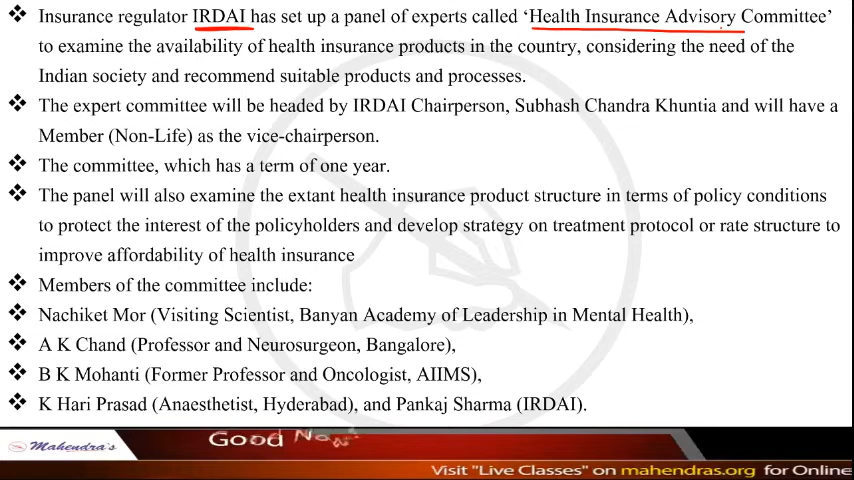 ❖ Insurance regulator IRDAI has set up a panel of experts called ‘Health Insurance Advisory Committee’
to examine the availability of health insurance products in the country, considering the need of the
Indian society and recommend suitable products and processes.
❖ The expert committee will be headed by IRDAI Chairperson, Subhash Chandra Khuntia and will have a
Member (Non-Life) as the vice-chairperson.
❖ The committee, which has a term of one year.
❖ The panel will also examine the extant health insurance product structure in terms of policy conditions
to protect the interest of the policyholders and develop strategy on treatment protocol or rate structure to
improve affordability of health insurance
❖ Members of the committee include:
❖ Nachiket Mor (Visiting Scientist, Banyan Academy of Leadership in Mental Health),
❖ A K Chand (Professor and Neurosurgeon, Bangalore),
❖ B K Mohanti (Former Professor and Oncologist, AIIMS),
❖ K Hari Prasad (Anaesthetist, Hyderabad), and Pankaj Sharma (IRDAI).
Mahendra's
Good
Visit "Live Classes" on mahendras.org for Online